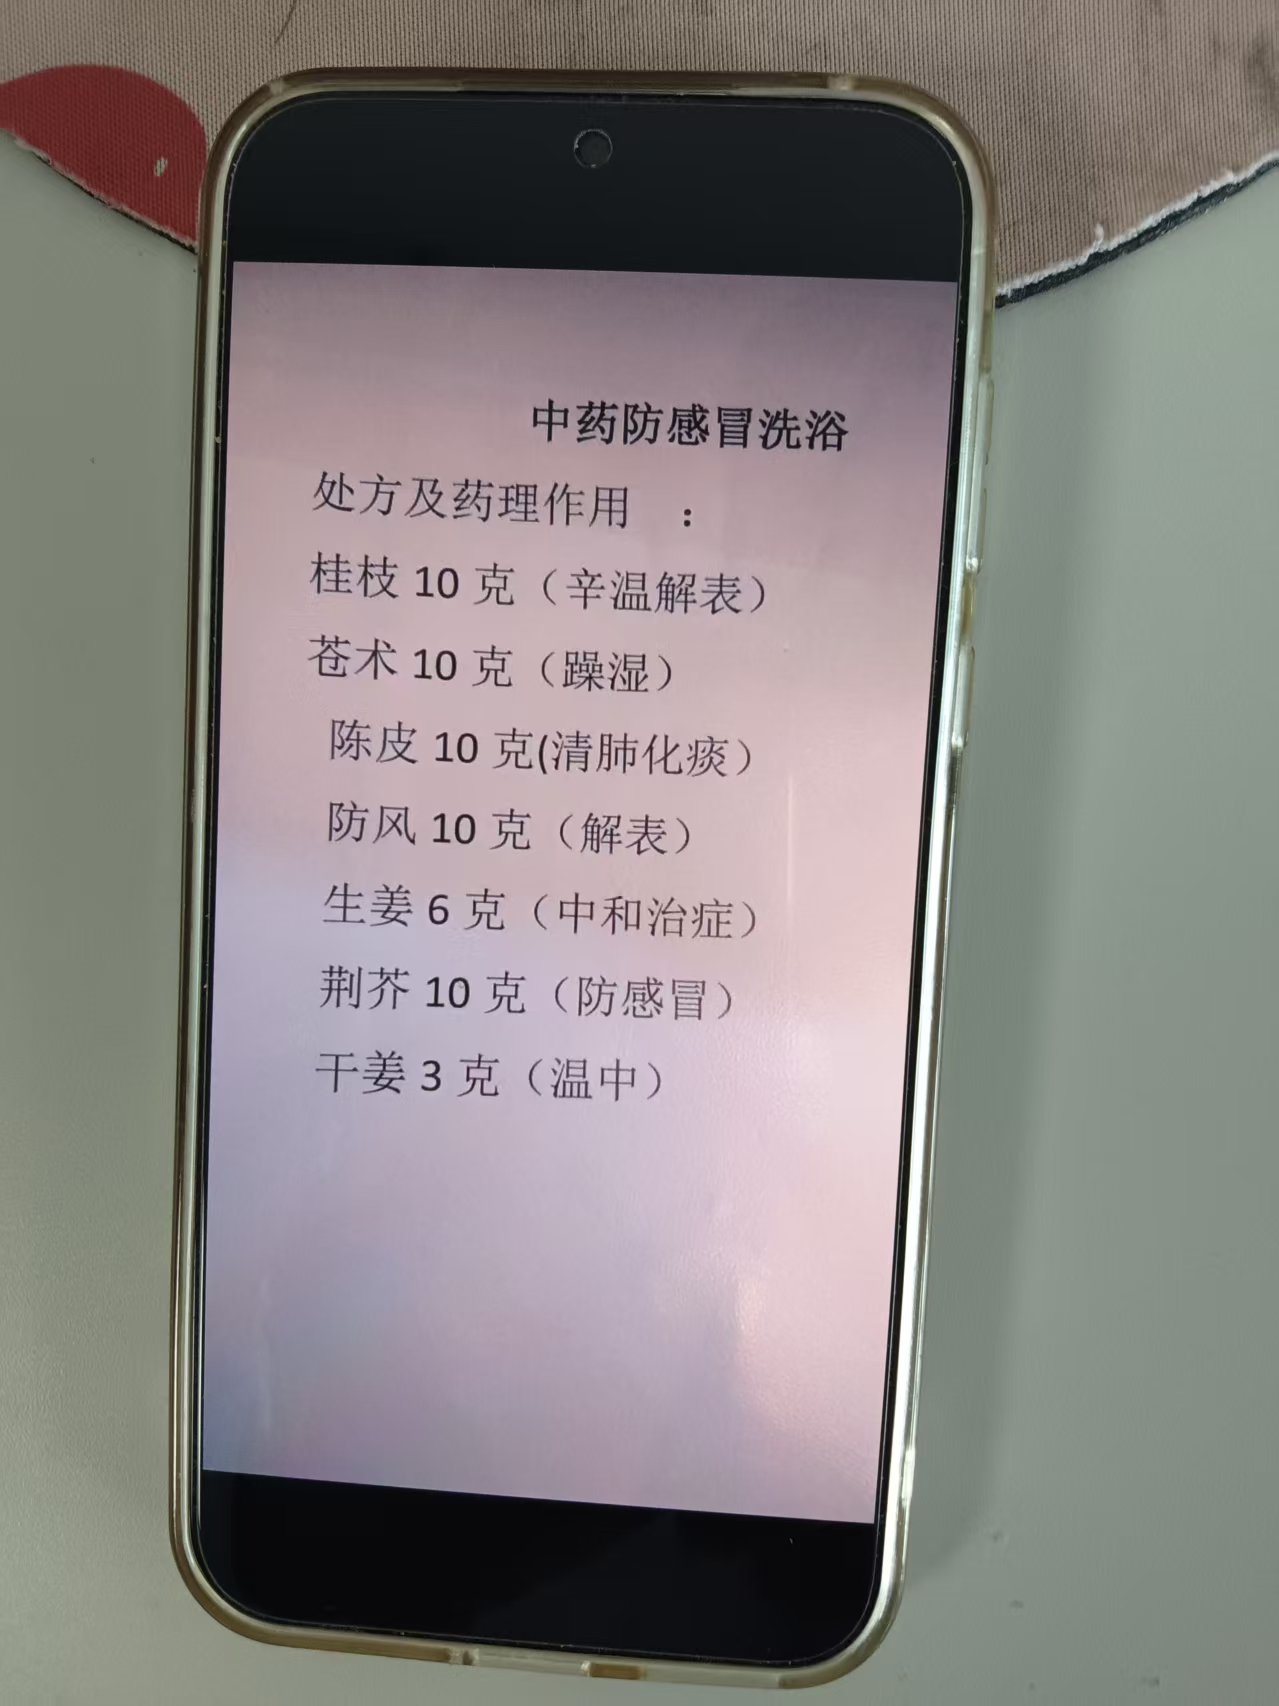 中药防感冒洗浴
处方及药理作用 ：
桂枝 10 克（辛温解表）
苍术 10 克（躁湿）
陈皮 10 克(清肺化痰）
防风 10 克（解表）
生姜 6 克（中和治症）
荆芥 10 克（防感冒）
干姜 3 克（温中）